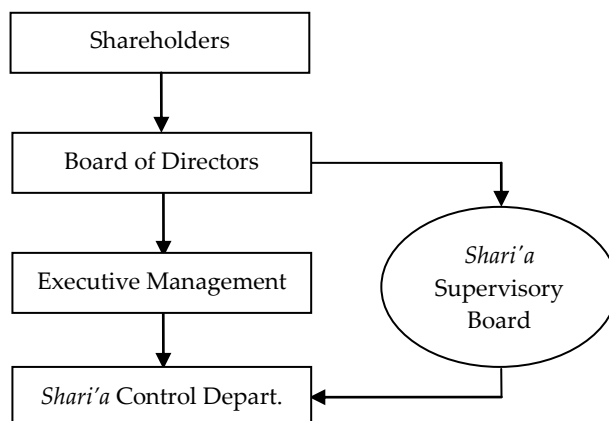 Shareholders
Board of Directors
Executive Management
Shari'a
Supervisory
Board
Shari'a Control Depart.